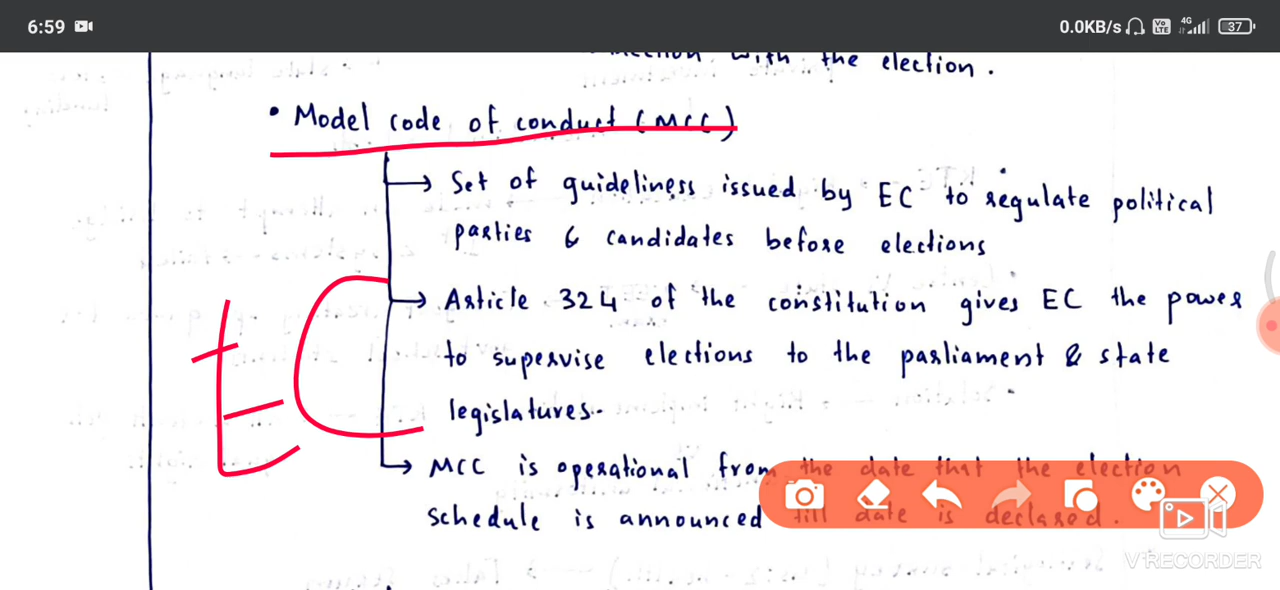 6:59
0.0KB/s Vo LTE 4G 37
with the election.
• Model code of conduct (MCC)
→ Set of guideliness issued by EC to regulate political
parties & candidates before elections
→ Article 324 of the constitution gives EC the power
to supervise elections to the parliament & state
legislatures.
EC
→ MCC is operational from the date that the election
schedule is announced till date is declared.
VRECORDER